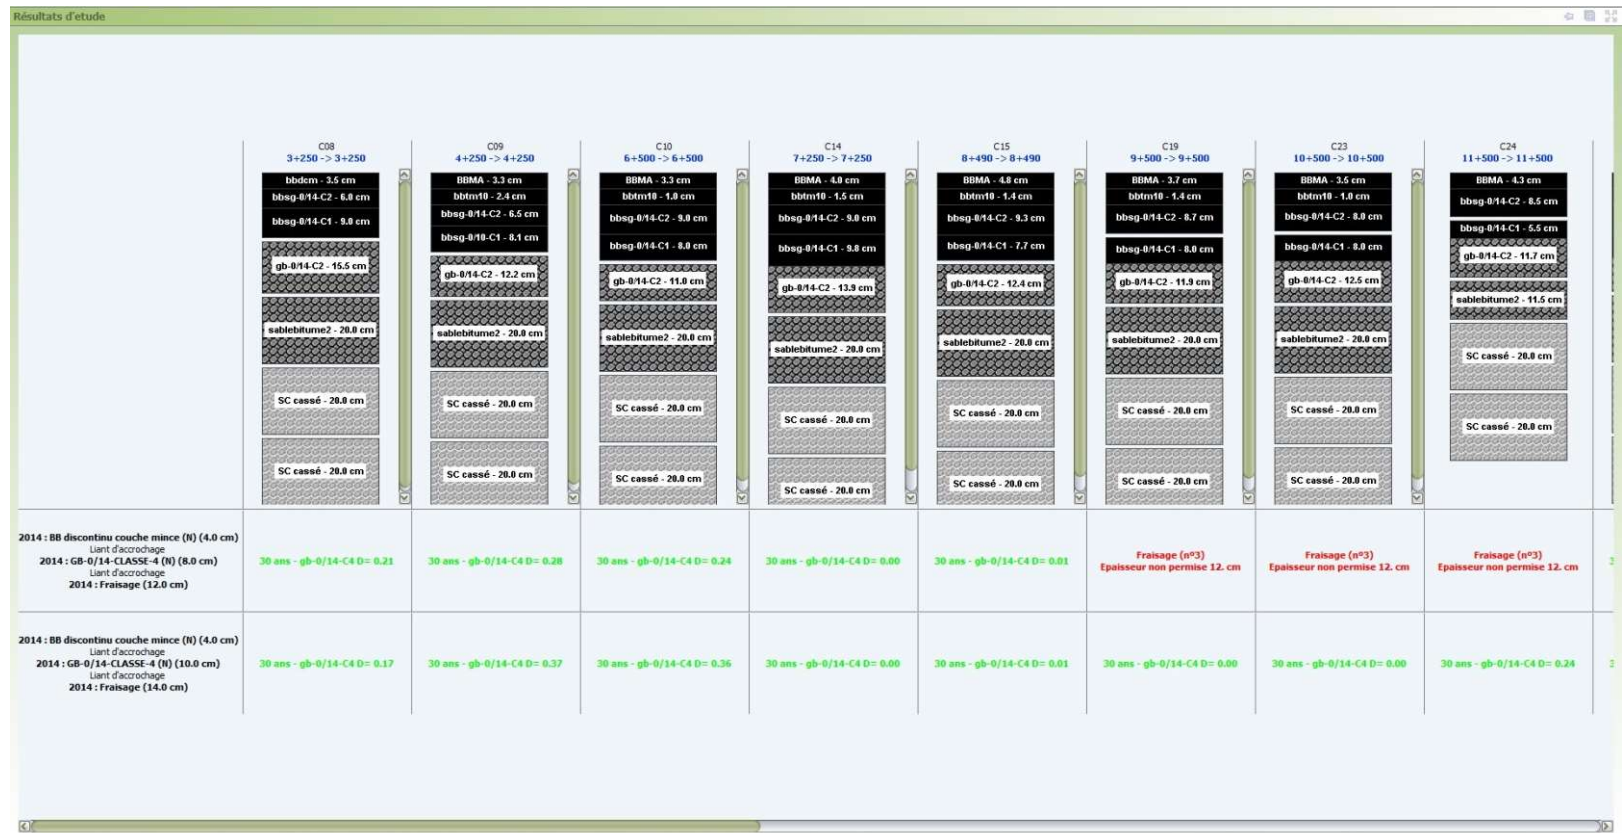 Résultats d'etude
C08
3+250 -> 3+250
C09
4+250 -> 4+250
C10
6+500 -> 6+500
C14
7+250 -> 7+250
C15
8+490 -> 8+490
C19
9+500 -> 9+500
C23
10+500 -> 10+500
C24
11+500 -> 11+500
bbdcm - 3.5 cm
bbsg-0/14-C2 - 6.0 cm
bbsg-0/14-C1 - 9.0 cm
gb-0/14-C2 - 15.5 cm
sablebitume2 - 20.0 cm
SC cassé - 20.0 cm
SC cassé - 20.0 cm
BBMA - 3.3 cm
bbtm10 - 2.4 cm
bbsg-0/14-C2 - 6.5 cm
bbsg-0/10-C1 - 8.1 cm
gb-0/14-C2 - 12.2 cm
sablebitume2 - 20.0 cm
SC cassé - 20.0 cm
SC cassé - 20.0 cm
BBMA - 3.3 cm
bbtm10 - 1.0 cm
bbsg-0/14-C2 - 9.0 cm
bbsg-0/14-C1 - 8.0 cm
gb-0/14-C2 - 11.0 cm
sablebitume2 - 20.0 cm
SC cassé - 20.0 cm
SC cassé - 20.0 cm
BBMA - 4.0 cm
bbtm10 - 1.5 cm
bbsg-0/14-C2 - 9.0 cm
bbsg-0/14-C1 - 9.8 cm
gb-0/14-C2 - 13.9 cm
sablebitume2 - 20.0 cm
SC cassé - 20.0 cm
SC cassé - 20.0 cm
BBMA - 4.8 cm
bbtm10 - 1.4 cm
bbsg-0/14-C2 - 9.3 cm
bbsg-0/14-C1 - 7.7 cm
gb-0/14-C2 - 12.4 cm
sablebitume2 - 20.0 cm
SC cassé - 20.0 cm
SC cassé - 20.0 cm
BBMA - 3.7 cm
bbtm10 - 1.4 cm
bbsg-0/14-C2 - 8.7 cm
bbsg-0/14-C1 - 8.0 cm
gb-0/14-C2 - 11.9 cm
sablebitume2 - 20.0 cm
SC cassé - 20.0 cm
SC cassé - 20.0 cm
BBMA - 3.5 cm
bbtm10 - 1.0 cm
bbsg-0/14-C2 - 8.0 cm
bbsg-0/14-C1 - 8.0 cm
gb-0/14-C2 - 12.5 cm
sablebitume2 - 20.0 cm
SC cassé - 20.0 cm
SC cassé - 20.0 cm
BBMA - 4.3 cm
bbsg-0/14-C2 - 8.5 cm
bbsg-0/14-C1 - 5.5 cm
gb-0/14-C2 - 11.7 cm
sablebitume2 - 11.5 cm
SC cassé - 20.0 cm
SC cassé - 20.0 cm
2014 : BB discontinu couche mince (N) (4.0 cm)
Liant d'accrochage
2014 : GB-0/14-CLASSE-4 (N) (8.0 cm)
Liant d'accrochage
2014 : Fraisage (12.0 cm)
30 ans - gb-0/14-C4 D= 0.21
30 ans - gb-0/14-C4 D= 0.28
30 ans - gb-0/14-C4 D= 0.24
30 ans - gb-0/14-C4 D= 0.00
30 ans - gb-0/14-C4 D= 0.01
Fraisage (nº3)
Epaisseur non permise 12. cm
Fraisage (nº3)
Epaisseur non permise 12. cm
Fraisage (nº3)
Epaisseur non permise 12. cm
2014 : BB discontinu couche mince (N) (4.0 cm)
Liant d'accrochage
2014 : GB-0/14-CLASSE-4 (N) (10.0 cm)
Liant d'accrochage
2014 : Fraisage (14.0 cm)
30 ans - gb-0/14-C4 D= 0.17
30 ans - gb-0/14-C4 D= 0.37
30 ans - gb-0/14-C4 D= 0.36
30 ans - gb-0/14-C4 D= 0.00
30 ans - gb-0/14-C4 D= 0.01
30 ans - gb-0/14-C4 D= 0.00
30 ans - gb-0/14-C4 D= 0.00
30 ans - gb-0/14-C4 D= 0.24